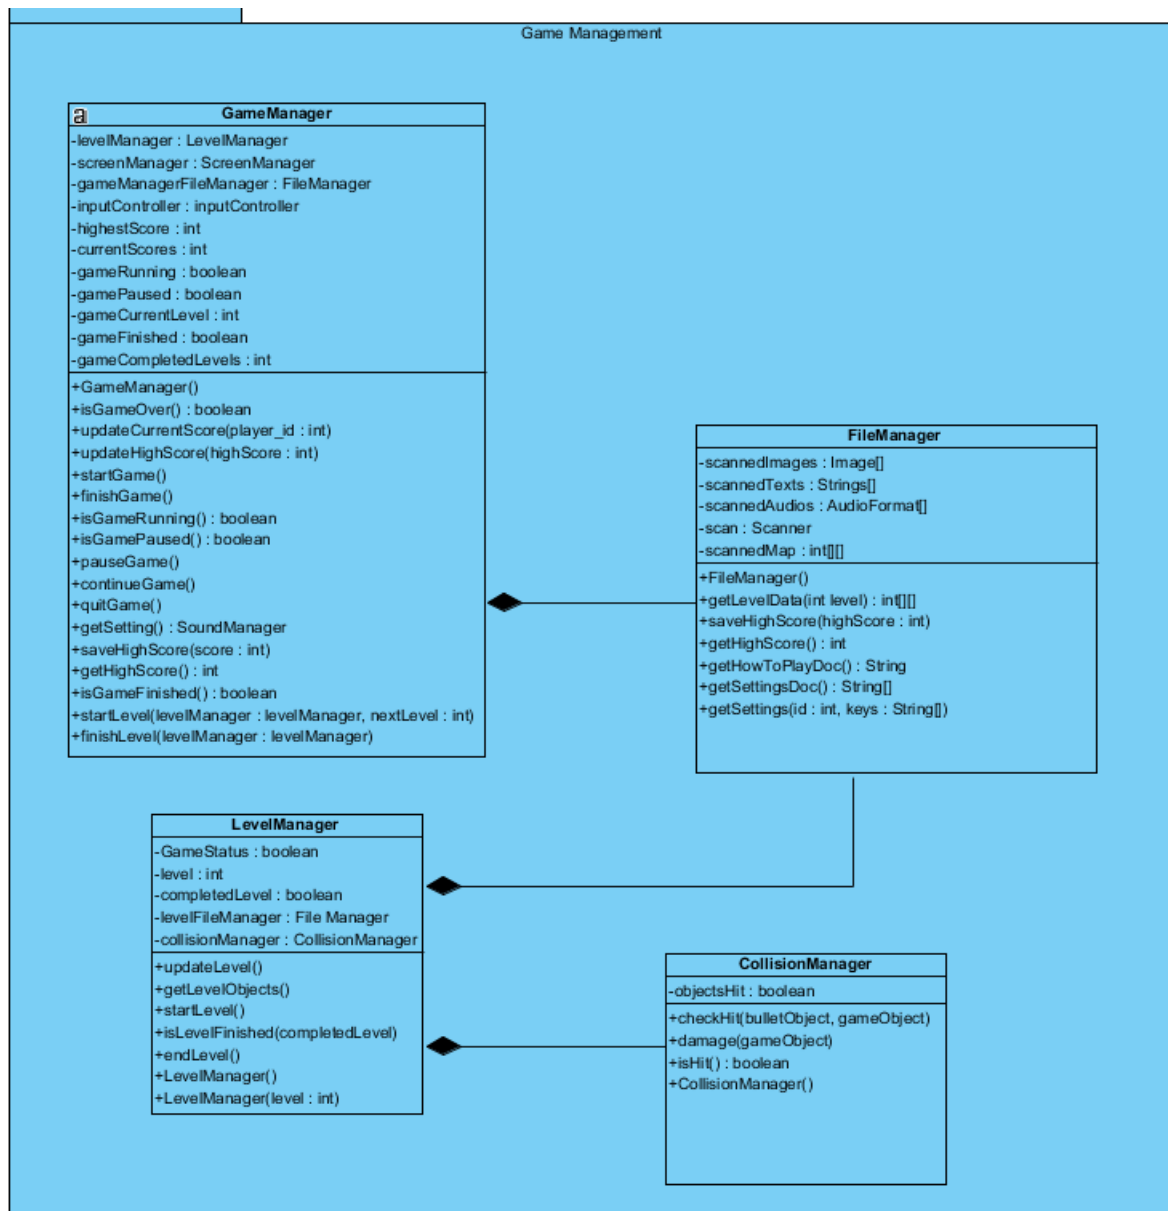 Game Management
a
GameManager
-levelManager : LevelManager
-screenManager : ScreenManager
-gameManagerFileManager : FileManager
-inputController : inputController
-highestScore : int
-currentScores : int
-gameRunning : boolean
-gamePaused : boolean
-gameCurrentLevel : int
-gameFinished : boolean
-gameCompletedLevels : int
+GameManager()
+isGameOver() : boolean
+updateCurrentScore(player_id : int)
+updateHighScore(highScore : int)
+startGame()
+finishGame()
+isGameRunning() : boolean
+isGamePaused() : boolean
+pauseGame()
+continueGame()
+quitGame()
+getSetting() : SoundManager
+saveHighScore(score : int)
+getHighScore() : int
+isGameFinished() : boolean
+startLevel(levelManager : levelManager, nextLevel : int)
+finishLevel(levelManager : levelManager)
FileManager
-scannedImages : Image[]
-scannedTexts : Strings[]
-scannedAudios : AudioFormat[]
-scan : Scanner
-scannedMap : int[][]
+FileManager()
+getLevelData(int level) : int[][]
+saveHighScore(highScore : int)
+getHighScore() : int
+getHowToPlayDoc() : String
+getSettingsDoc() : String[]
+getSettings(id : int, keys : String[])
LevelManager
-GameStatus : boolean
-level : int
-completedLevel : boolean
-levelFileManager : File Manager
-collisionManager : CollisionManager
+updateLevel()
+getLevelObjects()
+startLevel()
+isLevelFinished(completedLevel)
+endLevel()
+LevelManager()
+LevelManager(level : int)
CollisionManager
-objectsHit : boolean
+checkHit(bulletObject, gameObject)
+damage(gameObject)
+isHit() : boolean
+CollisionManager()